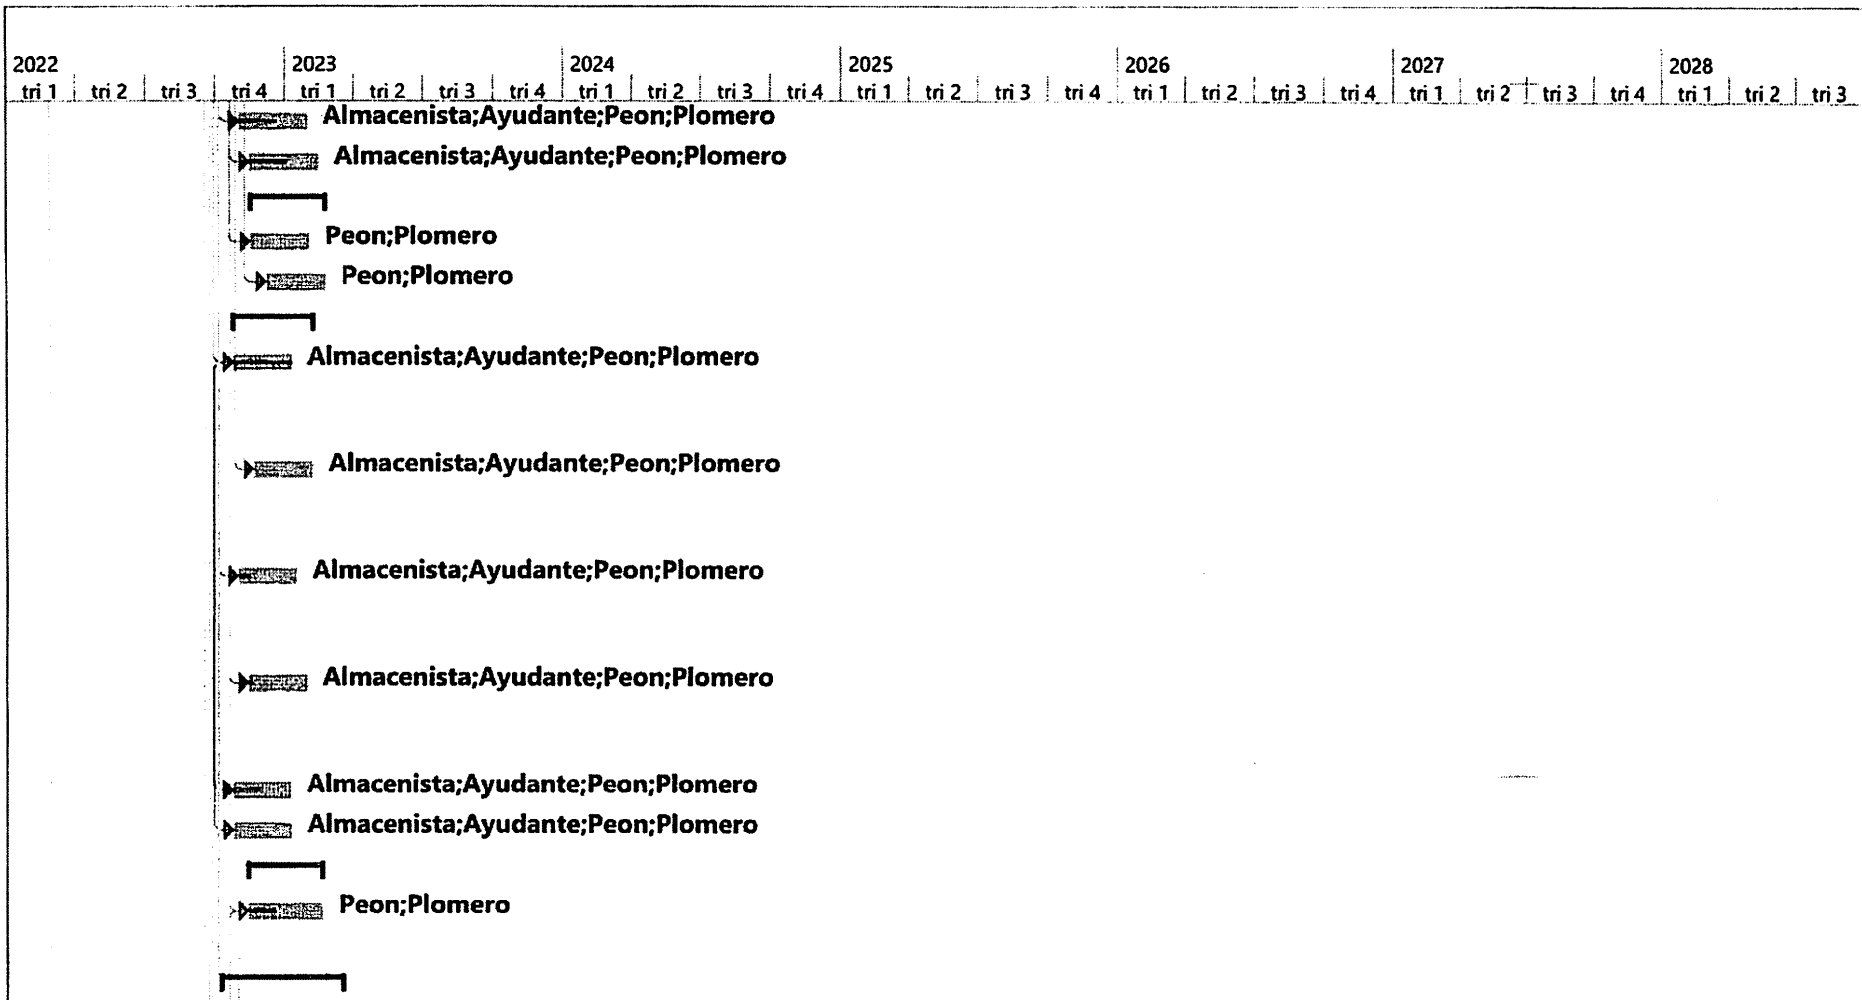 2022 2023 2024 2025 2026 2027 2028
tri 1 tri 2 tri 3 tri 4 tri 1 tri 2 tri 3 tri 4 tri 1 tri 2 tri 3 tri 4 tri 1 tri 2 tri 3 tri 4 tri 1 tri 2 tri 3 tri 4 tri 1 tri 2 tri 3 tri 4 tri 1 tri 2 tri 3
Almacenista;Ayudante;Peon;Plomero
Almacenista;Ayudante;Peon;Plomero
Peon;Plomero
Peon;Plomero
Almacenista;Ayudante;Peon;Plomero
Almacenista;Ayudante;Peon;Plomero
Almacenista;Ayudante;Peon;Plomero
Almacenista;Ayudante;Peon;Plomero
Almacenista;Ayudante;Peon;Plomero
Almacenista;Ayudante;Peon;Plomero
Peon;Plomero